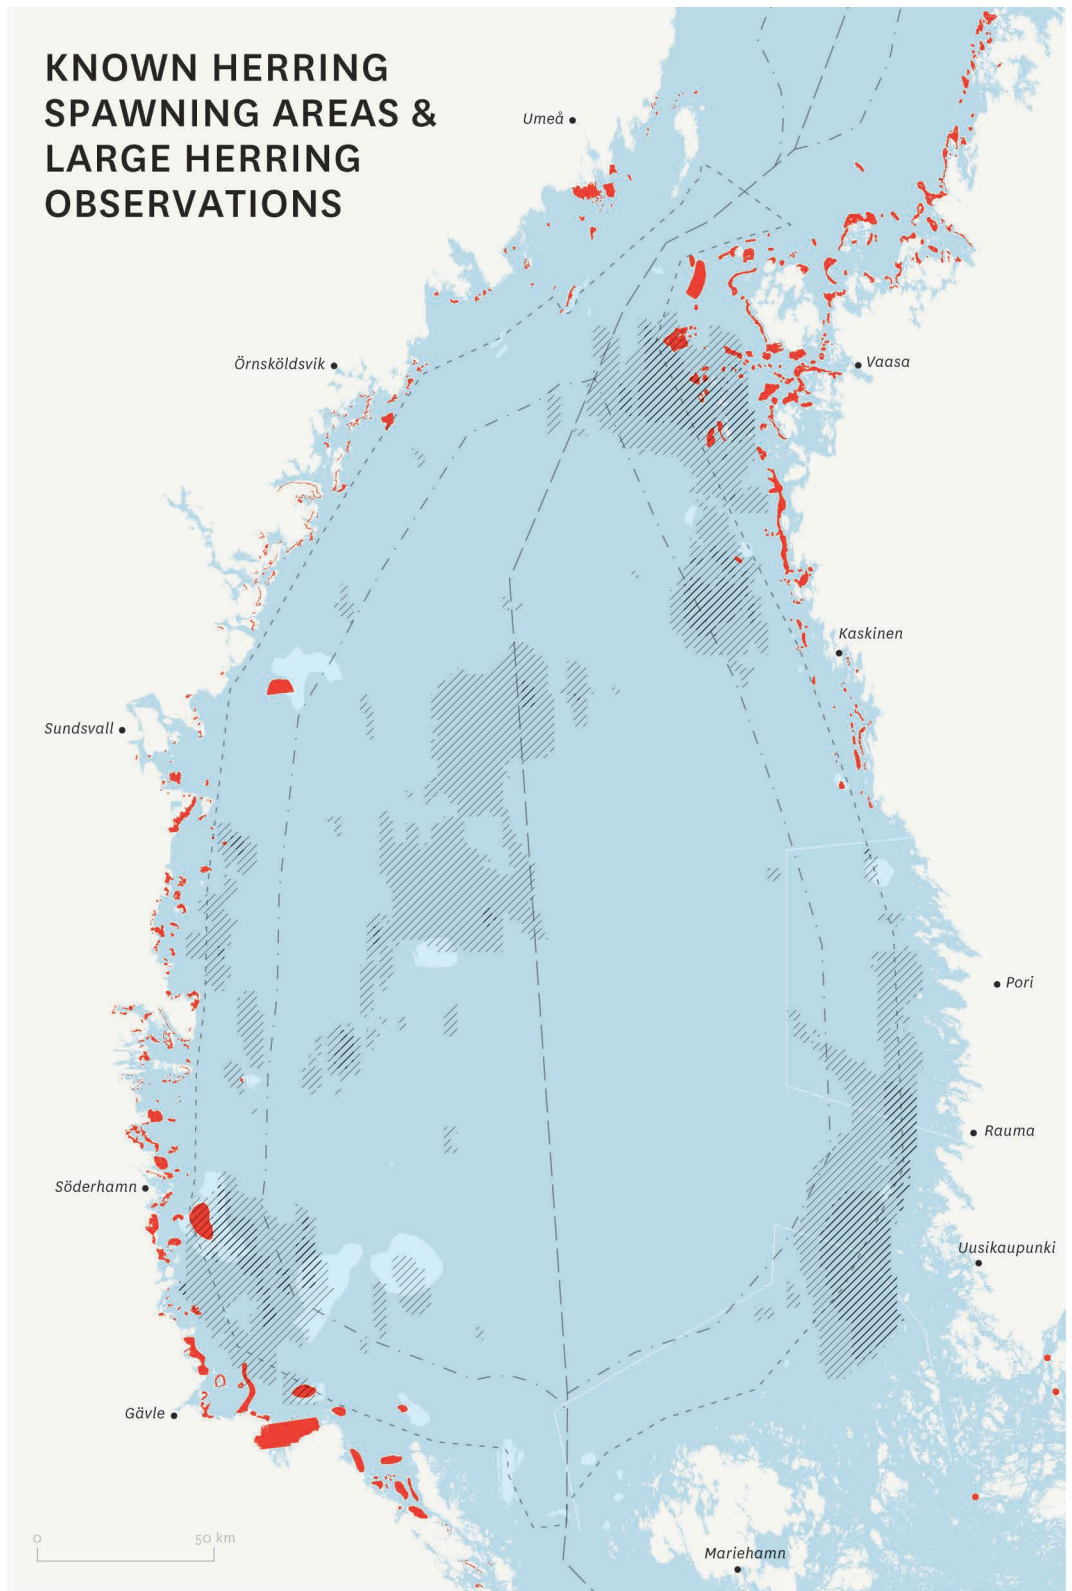 KNOWN HERRING
SPAWNING AREAS &
LARGE HERRING
OBSERVATIONS
Umeå
Örnsköldsvik
Vaasa
Kaskinen
Sundsvall
Pori
Rauma
Söderhamn
Uusikaupunki
Gävle
0 50 km
Mariehamn